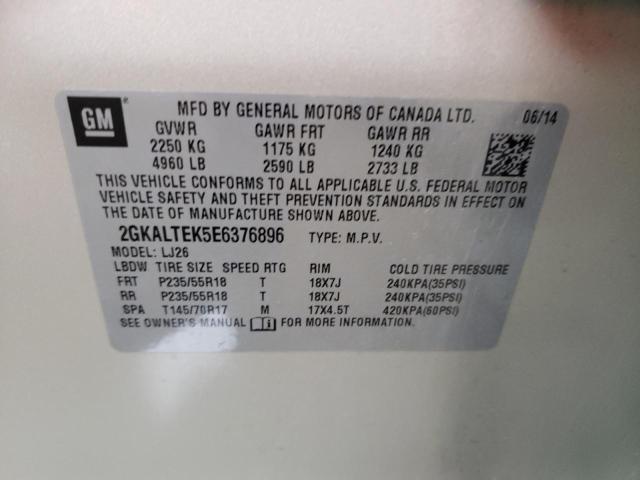 GM
MFD BY GENERAL MOTORS OF CANADA LTD. 06/14
GVWR GAWR FRT GAWR RR
2250 KG 1175 KG 1240 KG
4960 LB 2590 LB 2733 LB
THIS VEHICLE CONFORMS TO ALL APPLICABLE U.S. FEDERAL MOTOR
VEHICLE SAFETY AND THEFT PREVENTION STANDARDS IN EFFECT ON
THE DATE OF MANUFACTURE SHOWN ABOVE.
2GKALTEK5E6376896 TYPE: M.P.V.
MODEL: LJ26
LBDW TIRE SIZE SPEED RTG RIM COLD TIRE PRESSURE
FRT P235/55R18 T 18X7J 240KPA(35PSI)
RR P235/55R18 T 18X7J 240KPA(35PSI)
SPA T145/70R17 M 17X4.5T 420KPA(60PSI)
SEE OWNER'S MANUAL FOR MORE INFORMATION.